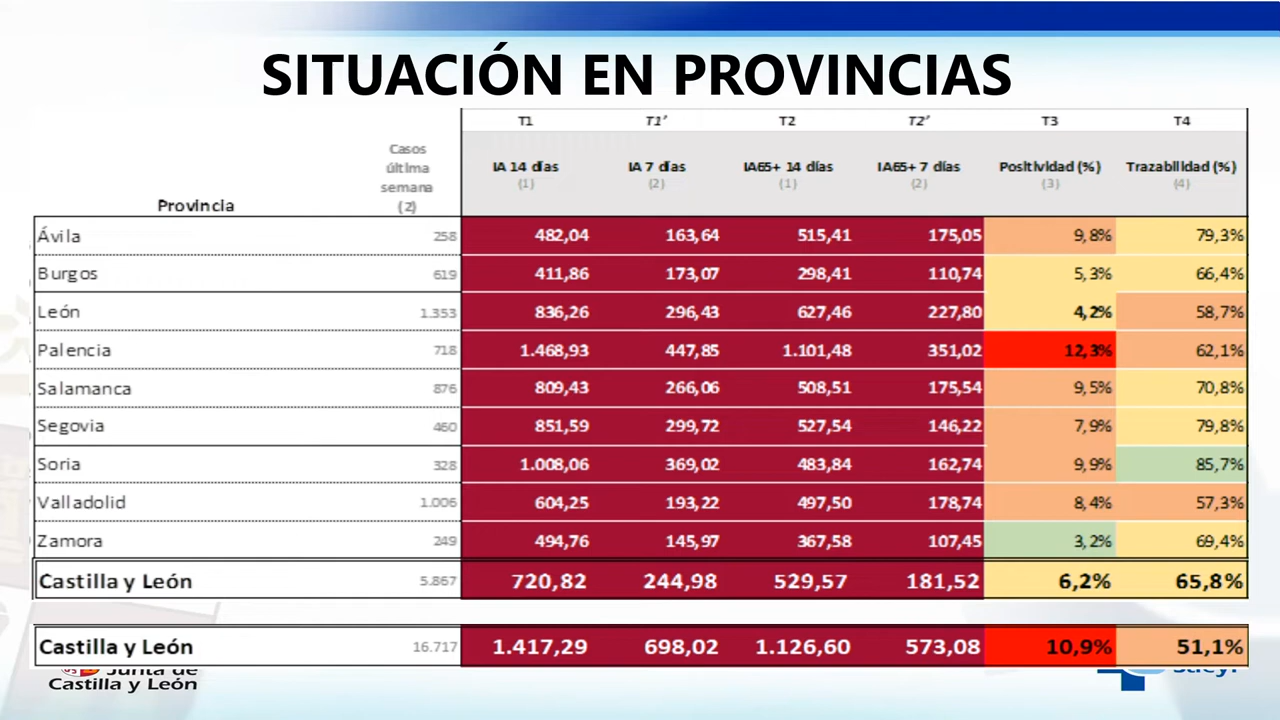 SITUACIÓN EN PROVINCIAS
T1 T1' T2 T2' T3 T4
Provincia Casos última semana (2) IA 14 días (1) IA 7 días (2) IA65+ 14 días (1) IA65+ 7 días (2) Positividad (%) (3) Trazabilidad (%) (4)
Ávila 258 482,04 163,64 515,41 175,05 9,8% 79,3%
Burgos 619 411,86 173,07 298,41 110,74 5,3% 66,4%
León 1.353 836,26 296,43 627,46 227,80 4,2% 58,7%
Palencia 718 1.468,93 447,85 1.101,48 351,02 12,3% 62,1%
Salamanca 876 809,43 266,06 508,51 175,54 9,5% 70,8%
Segovia 460 851,59 299,72 527,54 146,22 7,9% 79,8%
Soria 328 1.008,06 369,02 483,84 162,74 9,9% 85,7%
Valladolid 1.006 604,25 193,22 497,50 178,74 8,4% 57,3%
Zamora 249 494,76 145,97 367,58 107,45 3,2% 69,4%
Castilla y León 5.867 720,82 244,98 529,57 181,52 6,2% 65,8%
Castilla y León 16.717 1.417,29 698,02 1.126,60 573,08 10,9% 51,1%
Junta de
Castilla y León